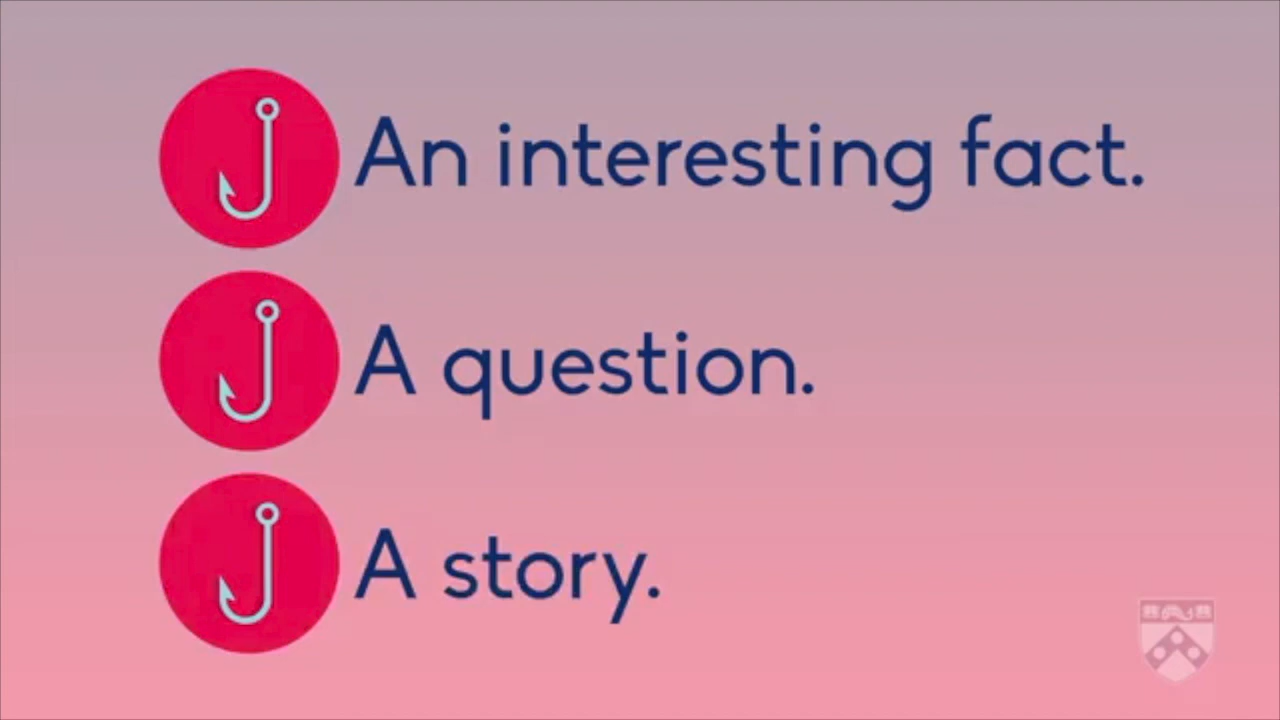 An interesting fact.
A question.
A story.